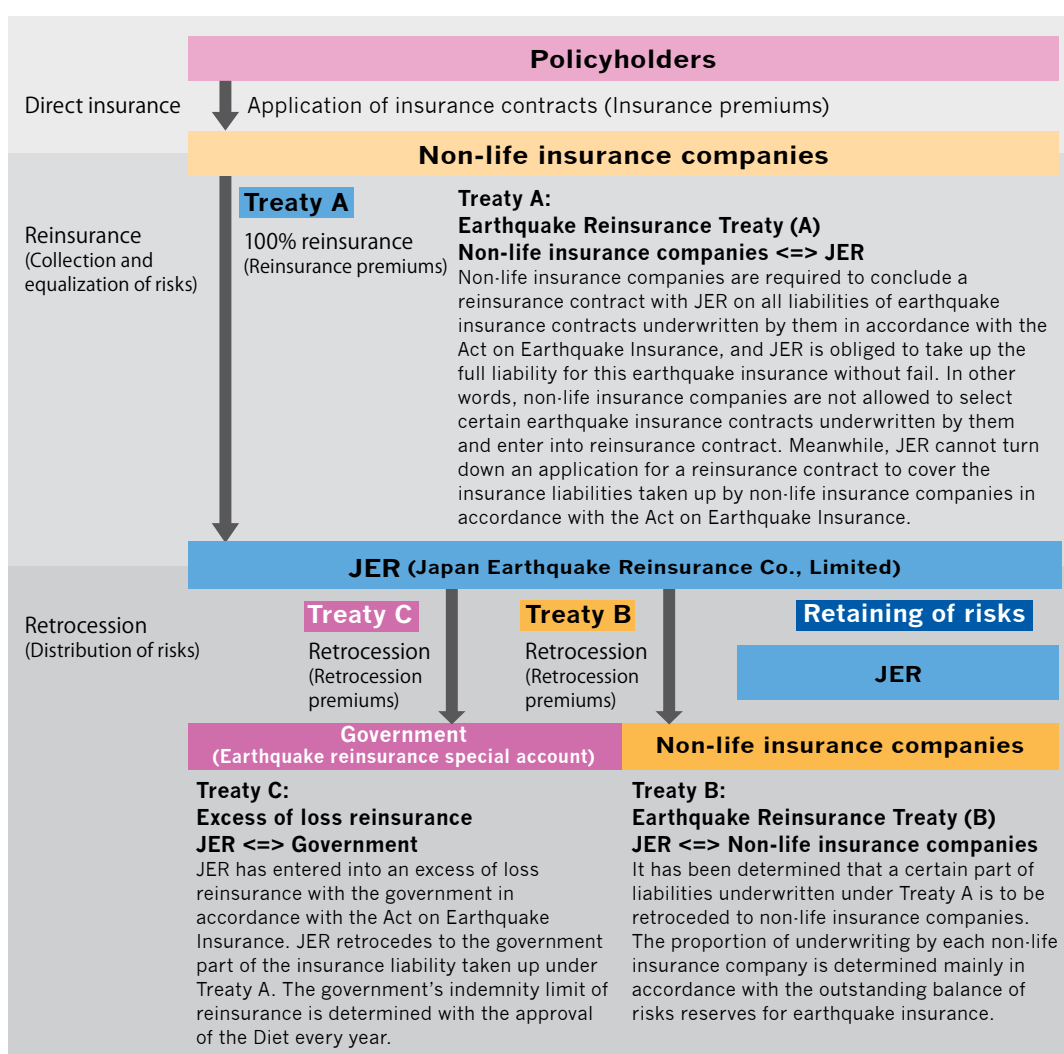 Policyholders
Direct insurance
Application of insurance contracts (Insurance premiums)
Non-life insurance companies
Reinsurance
(Collection and
equalization of risks)
Treaty A
100% reinsurance
(Reinsurance premiums)
Treaty A:
Earthquake Reinsurance Treaty (A)
Non-life insurance companies <=> JER
Non-life insurance companies are required to conclude a
reinsurance contract with JER on all liabilities of earthquake
insurance contracts underwritten by them in accordance with the
Act on Earthquake Insurance, and JER is obliged to take up the
full liability for this earthquake insurance without fail. In other
words, non-life insurance companies are not allowed to select
certain earthquake insurance contracts underwritten by them
and enter into reinsurance contract. Meanwhile, JER cannot turn
down an application for a reinsurance contract to cover the
insurance liabilities taken up by non-life insurance companies in
accordance with the Act on Earthquake Insurance.
JER (Japan Earthquake Reinsurance Co., Limited)
Retrocession
(Distribution of risks)
Treaty C
Retrocession
(Retrocession
premiums)
Treaty B
Retrocession
(Retrocession
premiums)
Retaining of risks
JER
Government
(Earthquake reinsurance special account)
Non-life insurance companies
Treaty C:
Excess of loss reinsurance
JER <=> Government
JER has entered into an excess of loss
reinsurance with the government in
accordance with the Act on Earthquake
Insurance. JER retrocedes to the government
part of the insurance liability taken up under
Treaty A. The government's indemnity limit of
reinsurance is determined with the approval
of the Diet every year.
Treaty B:
Earthquake Reinsurance Treaty (B)
JER <=> Non-life insurance companies
It has been determined that a certain part of
liabilities underwritten under Treaty A is to be
retroceded to non-life insurance companies.
The proportion of underwriting by each non-life
insurance company is determined mainly in
accordance with the outstanding balance of
risks reserves for earthquake insurance.